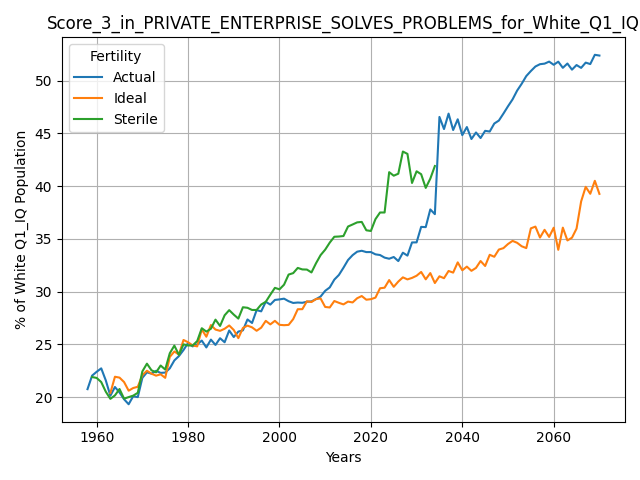 Score_3_in_PRIVATE_ENTERPRISE_SOLVES_PROBLEMS_for_White_Q1_IQ
Fertility
Actual
Ideal
Sterile
% of White Q1_IQ Population
50
45
40
35
30
25
20
1960 1980 2000 2020 2040 2060
Years